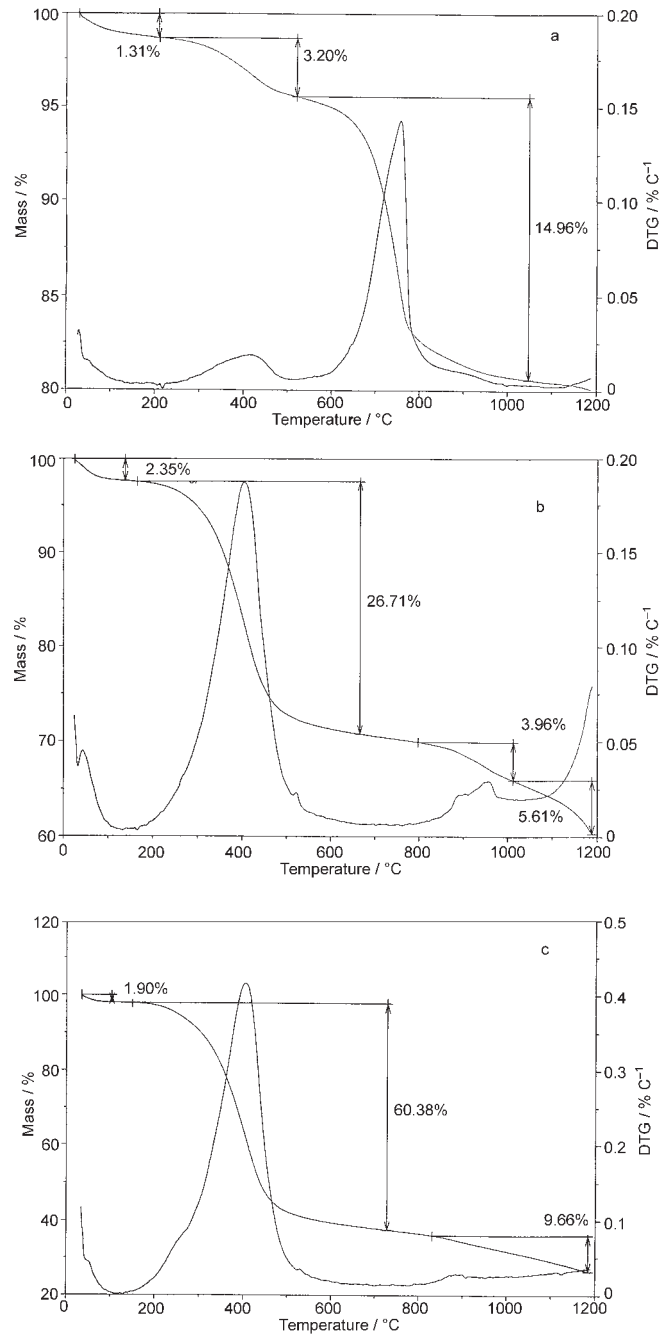 100
0.20
a
1.31%
3.20%
95
0.15
Mass / %
90
0.10
DTG / % C⁻¹
14.96%
85
0.05
80
0
0 200 400 600 800 1000 1200
Temperature / °C
100
0.20
2.35%
b
90
0.15
26.71%
Mass / %
80
0.10
DTG / % C⁻¹
3.96%
70
0.05
5.61%
60
0
0 200 400 600 800 1000 1200
Temperature / °C
120
0.5
c
100
1.90%
0.4
Mass / %
80
0.3
DTG / % C⁻¹
60.38%
60
0.2
9.66%
40
0.1
20
0
0 200 400 600 800 1000 1200
Temperature / °C